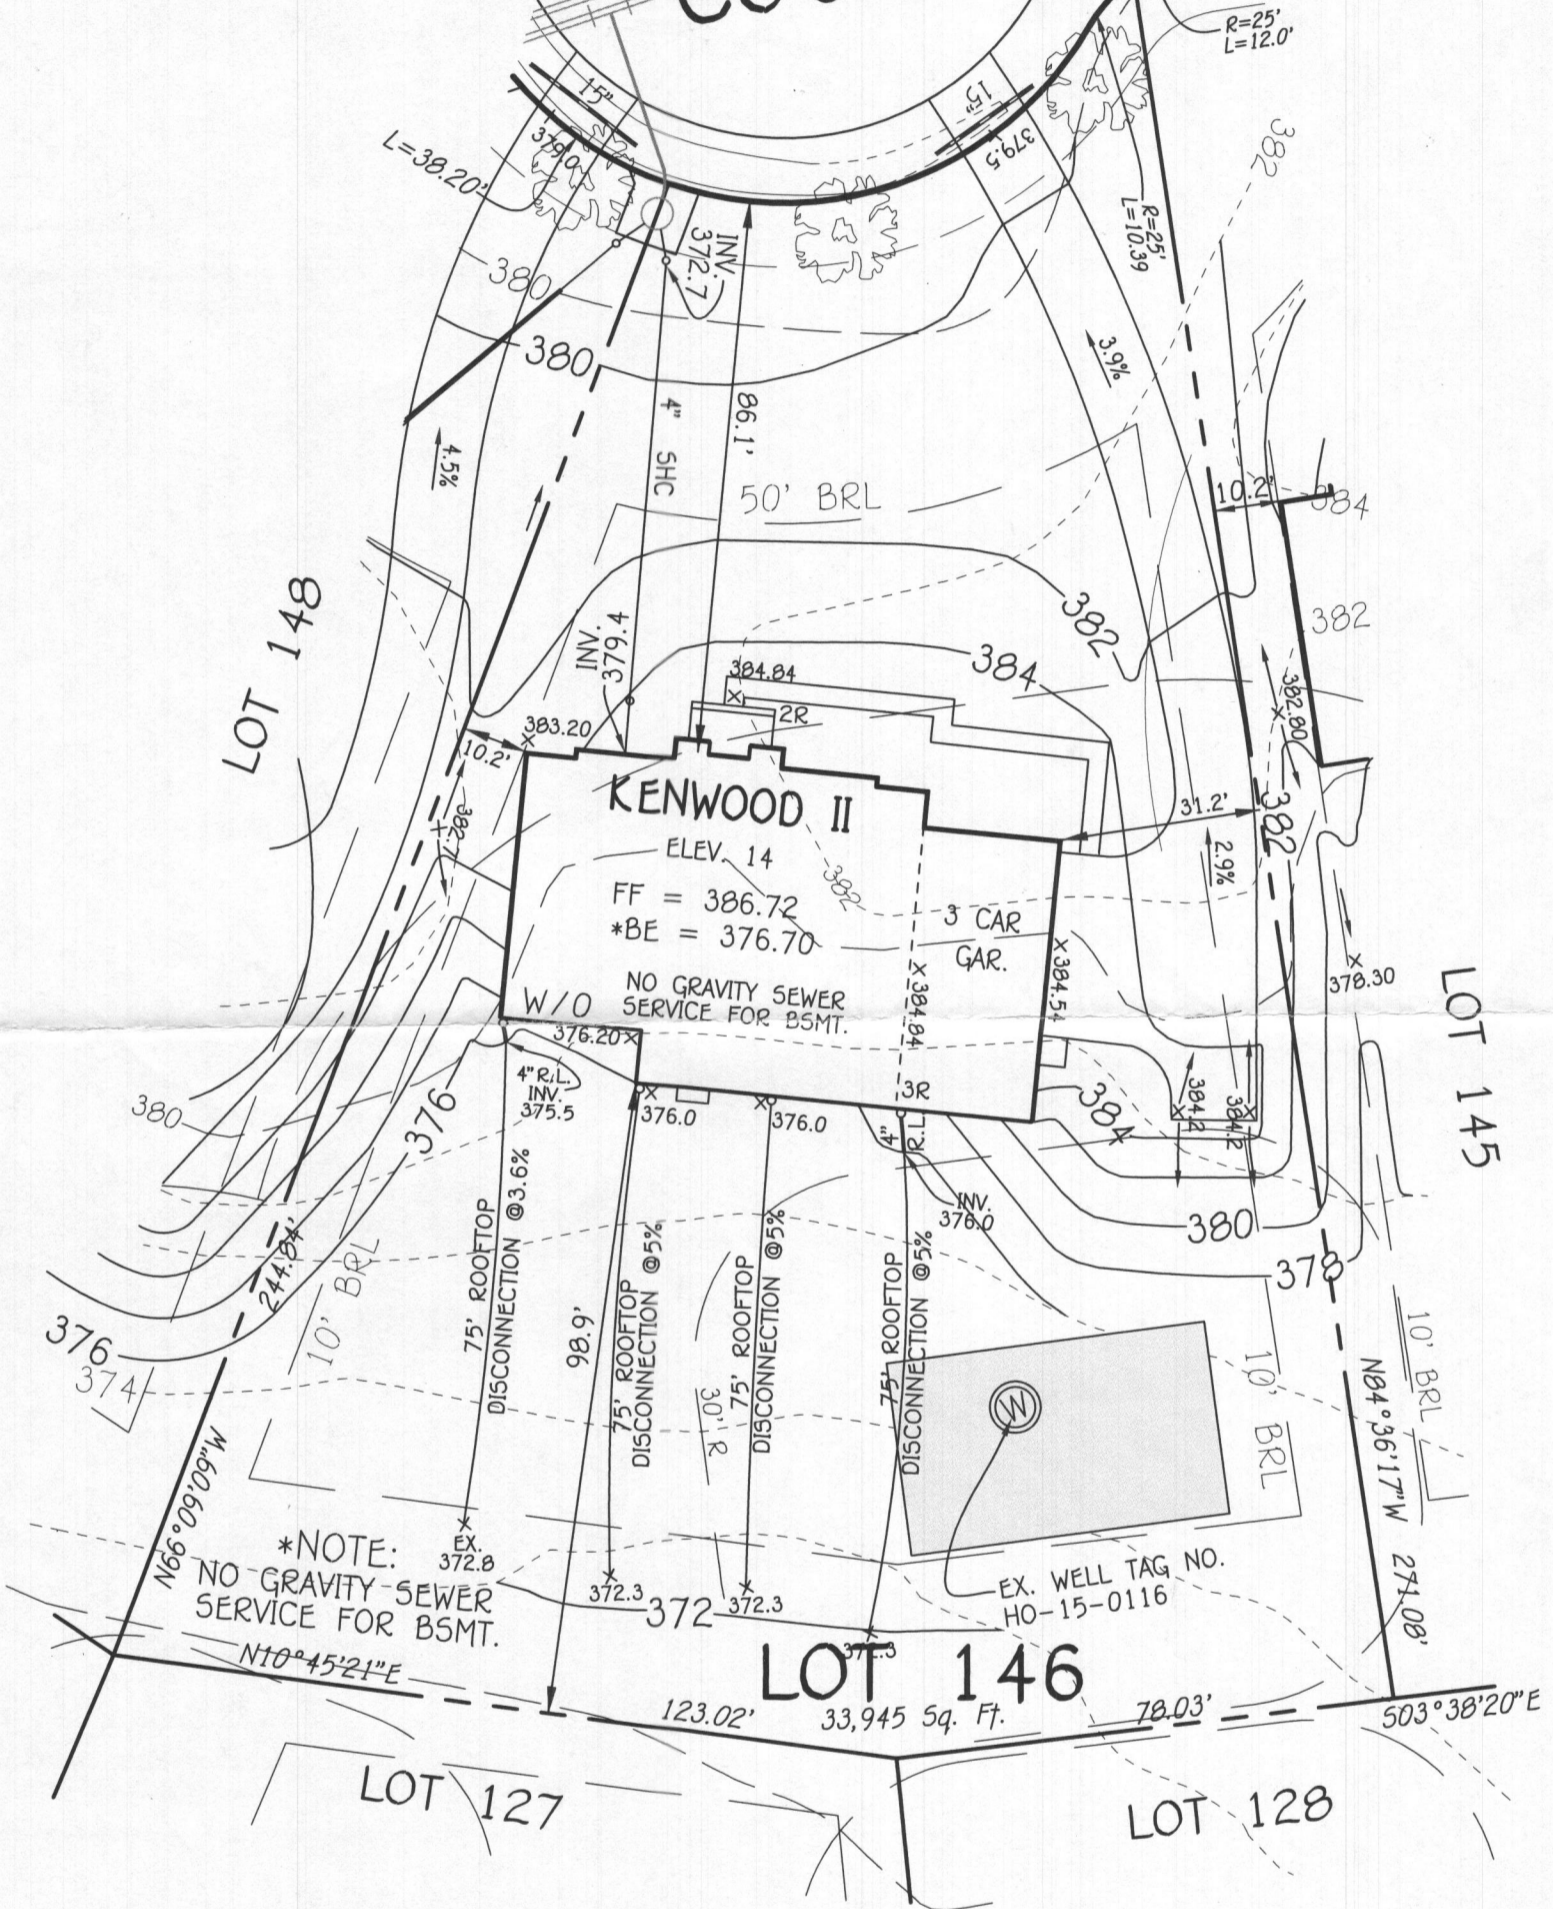 R=25'
L=12.0'
15"
15"
379.0
379.5
L=38.20'
382
R=25'
L=10.39
INV.
372.7
380
380
3.9%
4"
SHC
86.1'
4.5%
50' BRL
10.2'
384
LOT 148
INV.
379.4
382
382
384
384.84
2R
383.20
10.2'
382.80
KENWOOD II
31.2'
382
382.7
ELEV. 14
382
2.9%
FF = 386.72
*BE = 376.70
3 CAR
GAR.
NO GRAVITY SEWER
SERVICE FOR BSMT.
W/O
376.20
384.84
384.54
378.30
LOT 145
4" R.L.
INV.
375.5
376.0
376.0
3R
4"
R.L.
384
384.2
384.2
380
376
INV.
376.0
380
378
75' ROOFTOP
DISCONNECTION @3.6%
98.9'
75' ROOFTOP
DISCONNECTION @5%
30' R
75' ROOFTOP
DISCONNECTION @5%
75' ROOFTOP
DISCONNECTION @5%
244.84'
10' BRL
376
374
W
10' BRL
10' BRL
N84°36'17"W 271.08'
N66°09'09"W
*NOTE:
NO GRAVITY SEWER
SERVICE FOR BSMT.
EX.
372.8
372.3
372
372.3
372.3
EX. WELL TAG NO.
HO-15-0116
N10°45'21"E
LOT 146
123.02'
33,945 Sq. Ft.
78.03'
S03°38'20"E
LOT 127
LOT 128